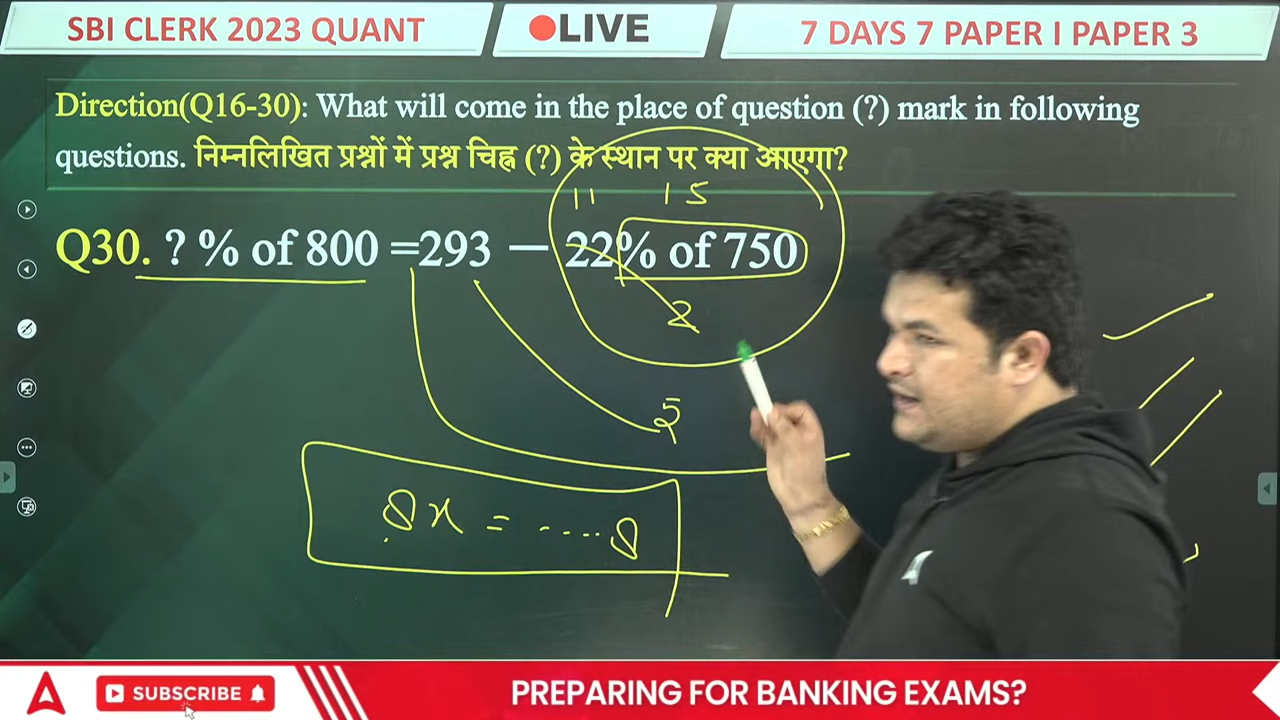 SBI CLERK 2023 QUANT
LIVE
7 DAYS 7 PAPER I PAPER 3
Direction(Q16-30): What will come in the place of question (?) mark in following
questions. निम्नलिखित प्रश्नों में प्रश्न चिह्न (?) के स्थान पर क्या आएगा?
11 15
Q30. ? % of 800 =293 − 22% of 750
2
8x = ....8
SUBSCRIBE
PREPARING FOR BANKING EXAMS?